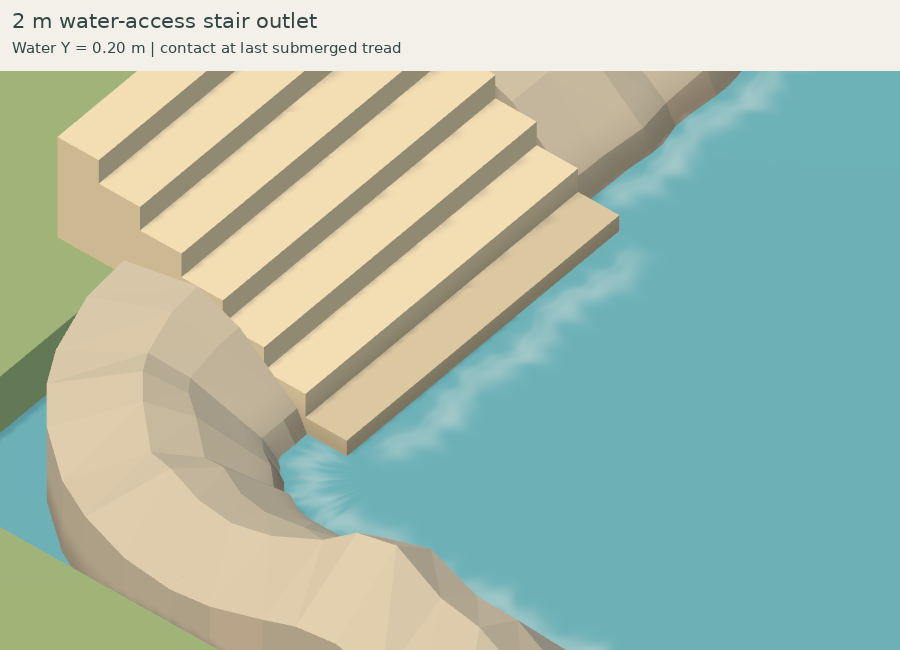 2 m water-access stair outlet
Water Y = 0.20 m | contact at last submerged tread